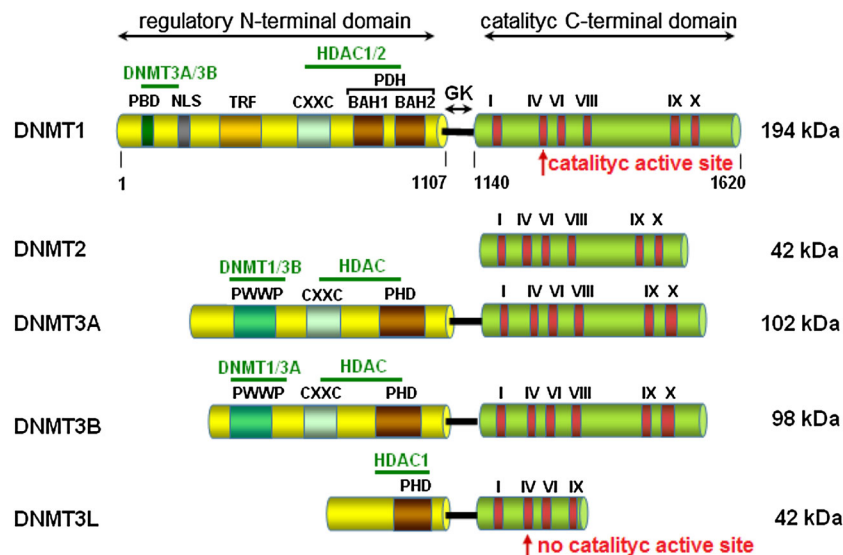 regulatory N-terminal domain catalityc C-terminal domain
HDAC1/2
DNMT3A/3B PDH
PBD NLS TRF CXXC BAH1 BAH2 GK I IV VI VIII IX X
DNMT1 194 kDa
catalityc active site
1 1107 1140 1620
I IV VI VIII IX X
DNMT2 42 kDa
DNMT1/3B HDAC
PWWP CXXC PHD I IV VI VIII IX X
DNMT3A 102 kDa
DNMT1/3A HDAC
PWWP CXXC PHD I IV VI VIII IX X
DNMT3B 98 kDa
HDAC1
PHD I IV VI IX
DNMT3L 42 kDa
no catalityc active site